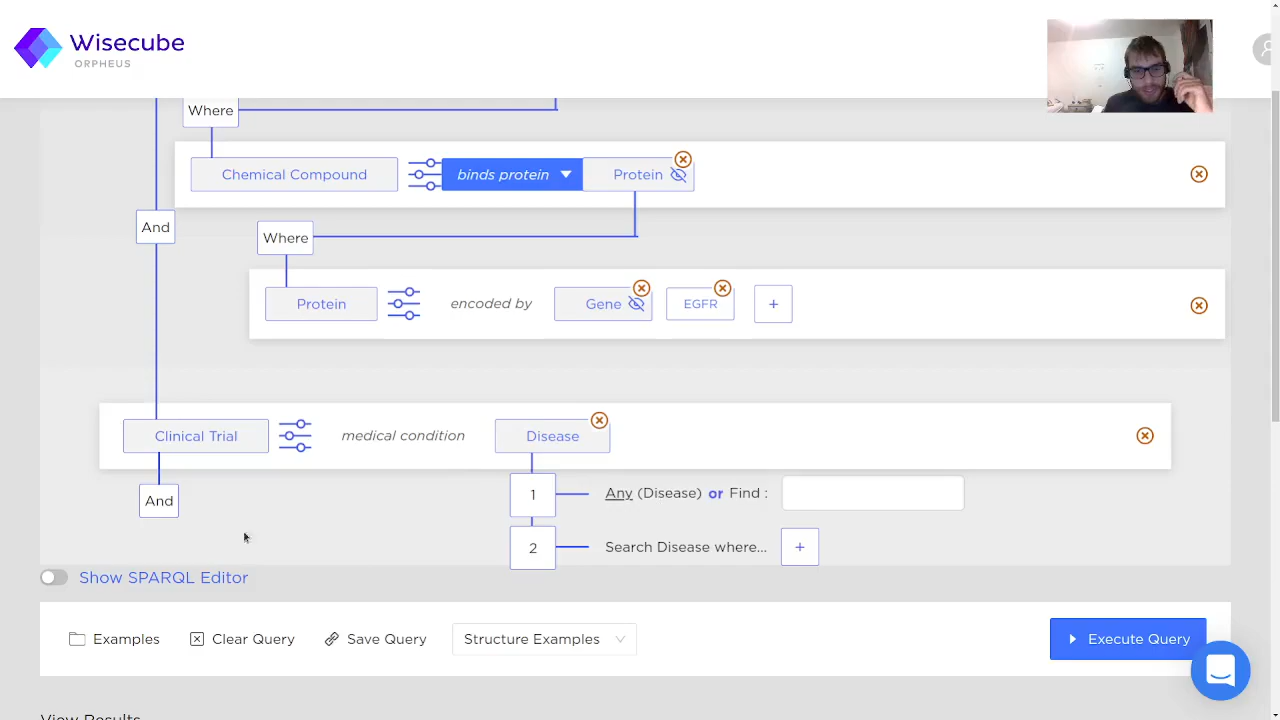 Wisecube
ORPHEUS
Where
Chemical Compound binds protein Protein
And
Where
Protein encoded by Gene EGFR +
Clinical Trial medical condition Disease
And
1 Any (Disease) or Find :
2 Search Disease where... +
Show SPARQL Editor
Examples Clear Query Save Query Structure Examples Execute Query